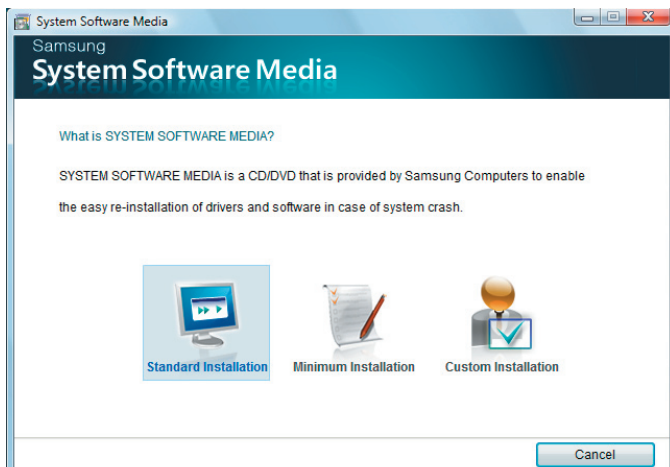 System Software Media
Samsung
System Software Media
What is SYSTEM SOFTWARE MEDIA?
SYSTEM SOFTWARE MEDIA is a CD/DVD that is provided by Samsung Computers to enable
the easy re-installation of drivers and software in case of system crash.
Standard Installation Minimum Installation Custom Installation
Cancel